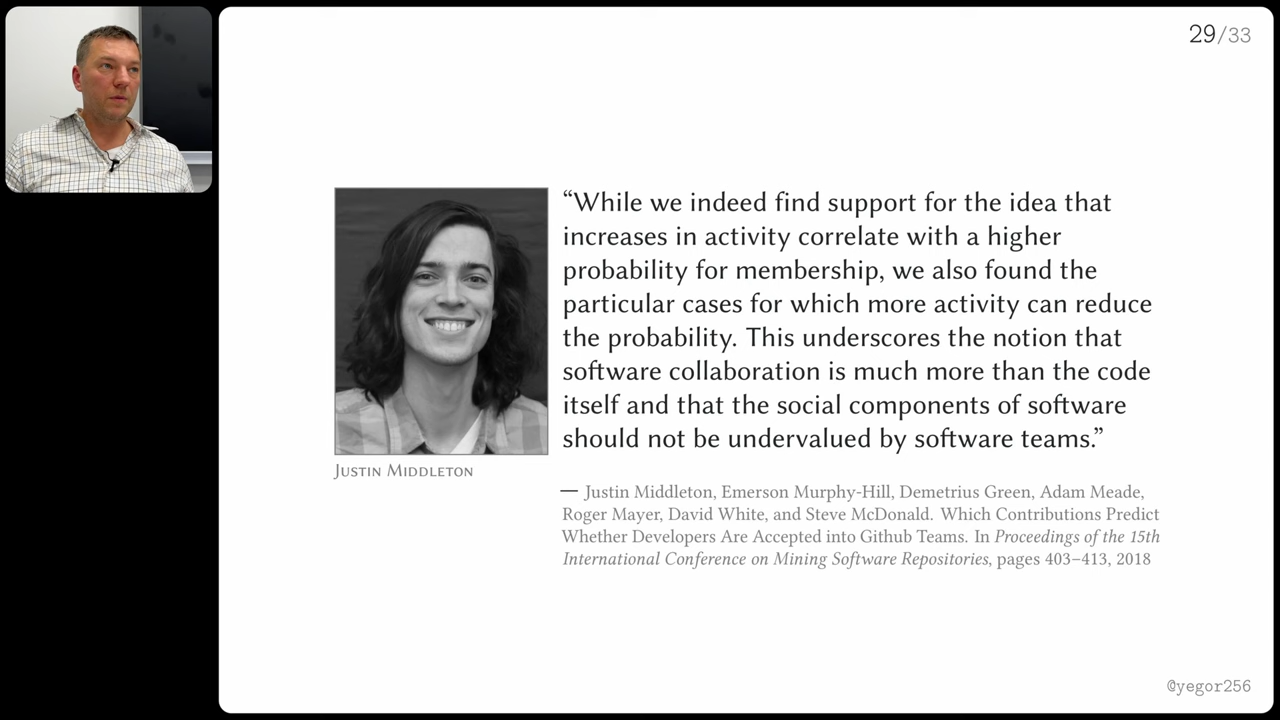 29/33
“While we indeed find support for the idea that
increases in activity correlate with a higher
probability for membership, we also found the
particular cases for which more activity can reduce
the probability. This underscores the notion that
software collaboration is much more than the code
itself and that the social components of software
should not be undervalued by software teams.”
Justin Middleton
— Justin Middleton, Emerson Murphy-Hill, Demetrius Green, Adam Meade,
Roger Mayer, David White, and Steve McDonald. Which Contributions Predict
Whether Developers Are Accepted into Github Teams. In Proceedings of the 15th
International Conference on Mining Software Repositories, pages 403–413, 2018
@yegor256